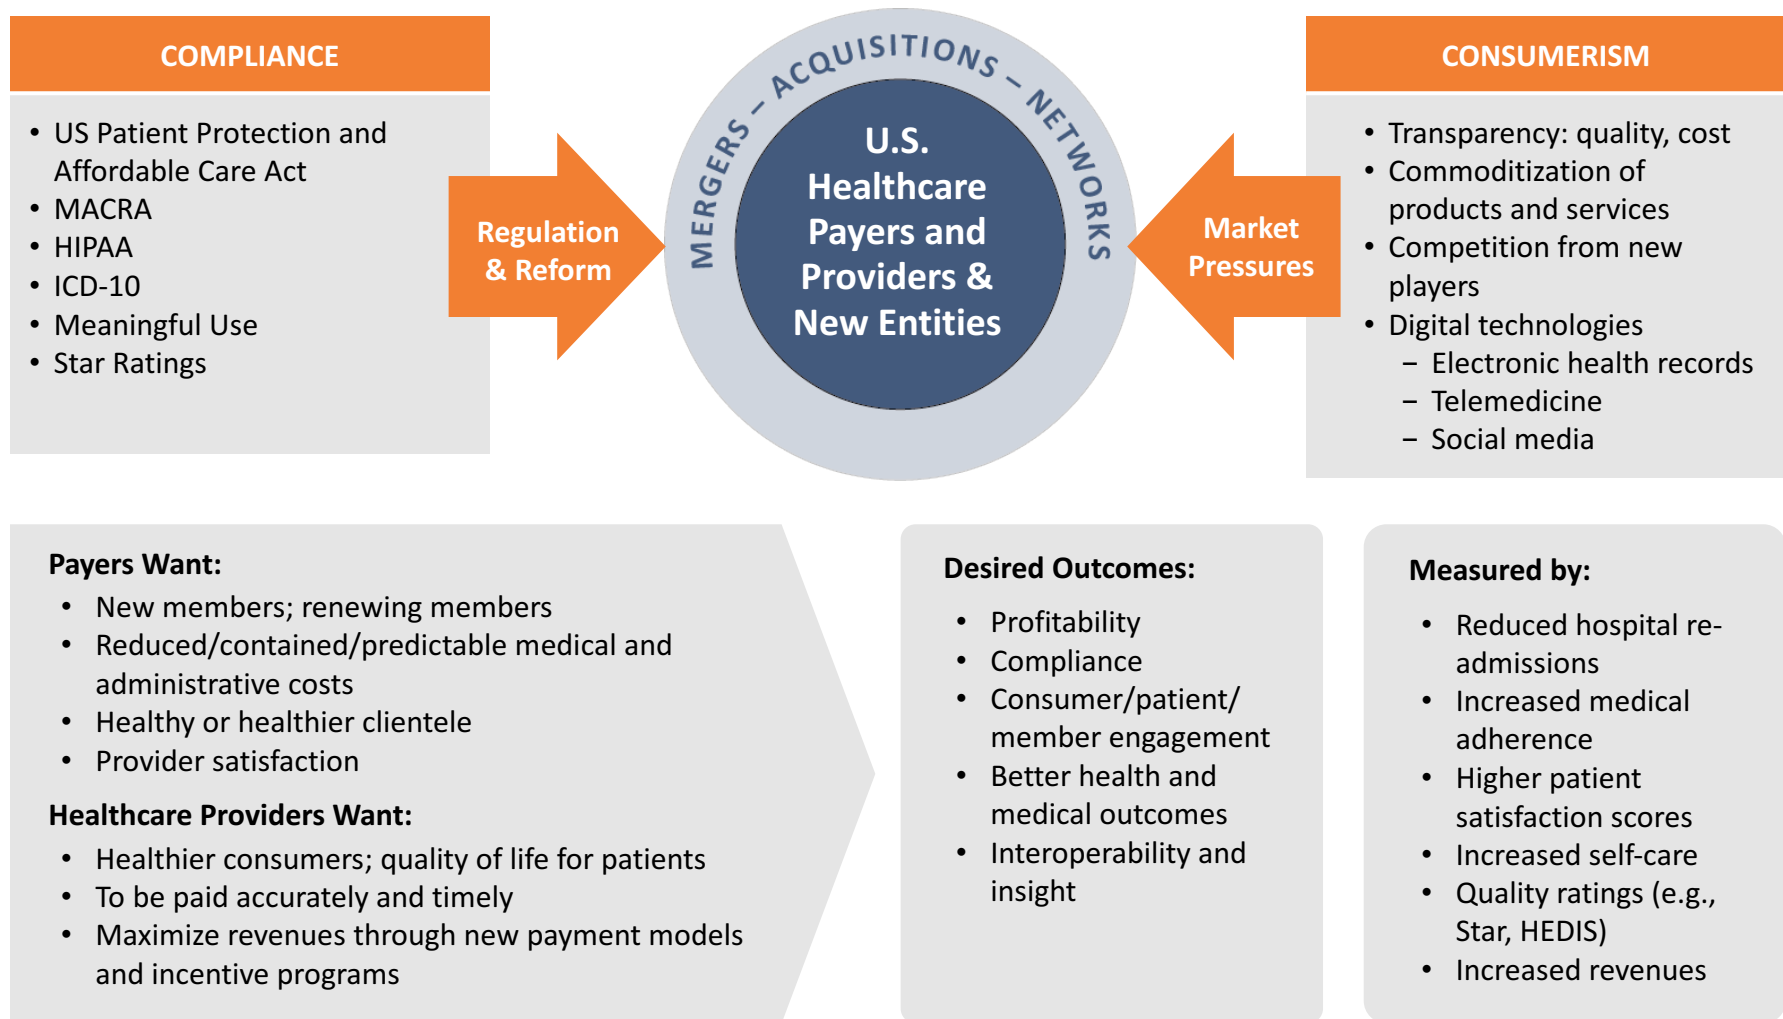 COMPLIANCE
• US Patient Protection and
Affordable Care Act
• MACRA
• HIPAA
• ICD-10
• Meaningful Use
• Star Ratings
Regulation
& Reform
MERGERS – ACQUISITIONS – NETWORKS
U.S.
Healthcare
Payers and
Providers &
New Entities
Market
Pressures
CONSUMERISM
• Transparency: quality, cost
• Commoditization of
products and services
• Competition from new
players
• Digital technologies
– Electronic health records
– Telemedicine
– Social media
Payers Want:
• New members; renewing members
• Reduced/contained/predictable medical and
administrative costs
• Healthy or healthier clientele
• Provider satisfaction
Healthcare Providers Want:
• Healthier consumers; quality of life for patients
• To be paid accurately and timely
• Maximize revenues through new payment models
and incentive programs
Desired Outcomes:
• Profitability
• Compliance
• Consumer/patient/
member engagement
• Better health and
medical outcomes
• Interoperability and
insight
Measured by:
• Reduced hospital re-
admissions
• Increased medical
adherence
• Higher patient
satisfaction scores
• Increased self-care
• Quality ratings (e.g.,
Star, HEDIS)
• Increased revenues